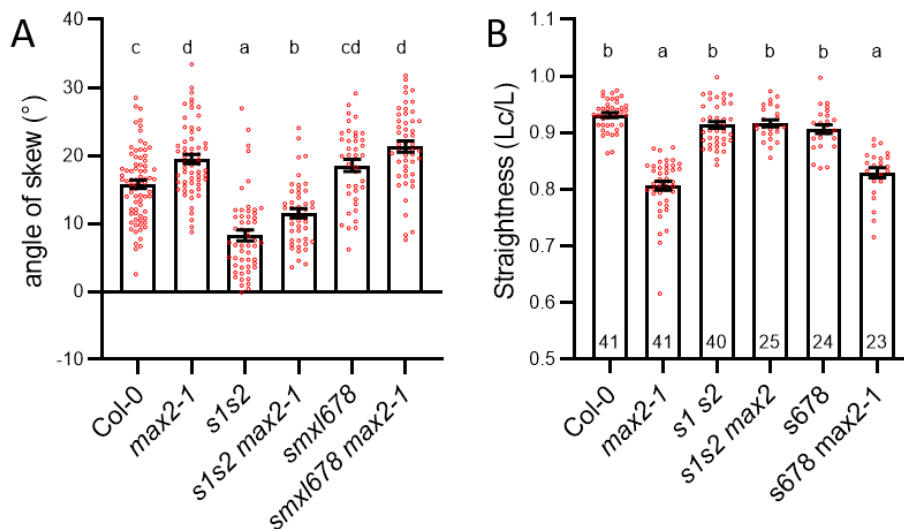 A
angle of skew (°)
40
30
20
10
0
-10
c
d
a
b
cd
d
Col-0
max2-1
s1s2
s1s2 max2-1
smxl678
smxl678 max2-1
B
Straightness (Lc/L)
1.1
1.0
0.9
0.8
0.7
0.6
0.5
b
a
b
b
b
a
41
41
40
25
24
23
Col-0
max2-1
s1 s2
s1s2 max2
s678
s678 max2-1